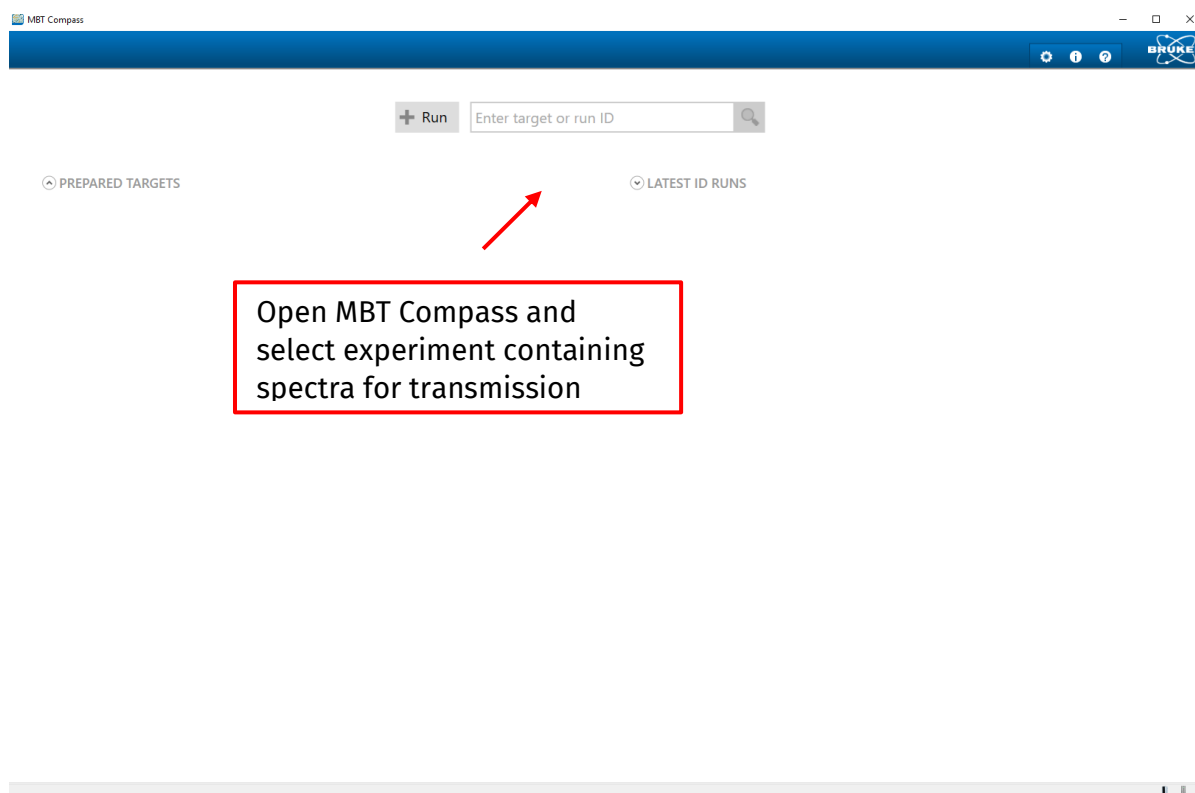 MBT Compass
BRUKE
+ Run
Enter target or run ID
PREPARED TARGETS
LATEST ID RUNS
Open MBT Compass and
select experiment containing
spectra for transmission